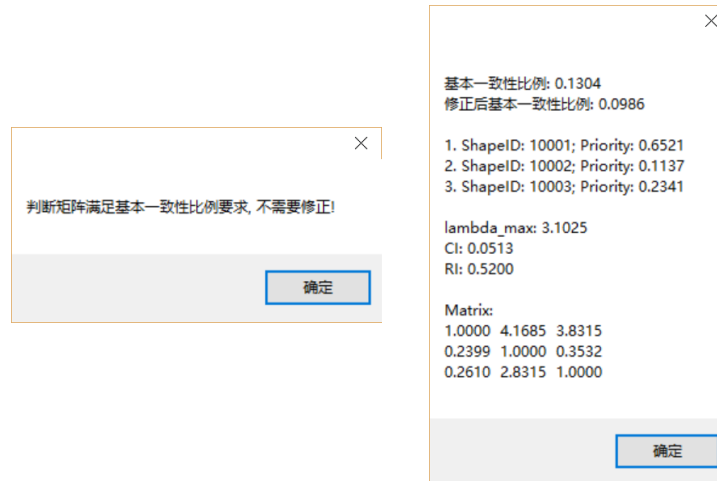 判断矩阵满足基本一致性比例要求, 不需要修正!
确定
基本一致性比例: 0.1304
修正后基本一致性比例: 0.0986
1. ShapeID: 10001; Priority: 0.6521
2. ShapeID: 10002; Priority: 0.1137
3. ShapeID: 10003; Priority: 0.2341
lambda_max: 3.1025
CI: 0.0513
RI: 0.5200
Matrix:
1.0000 4.1685 3.8315
0.2399 1.0000 0.3532
0.2610 2.8315 1.0000
确定